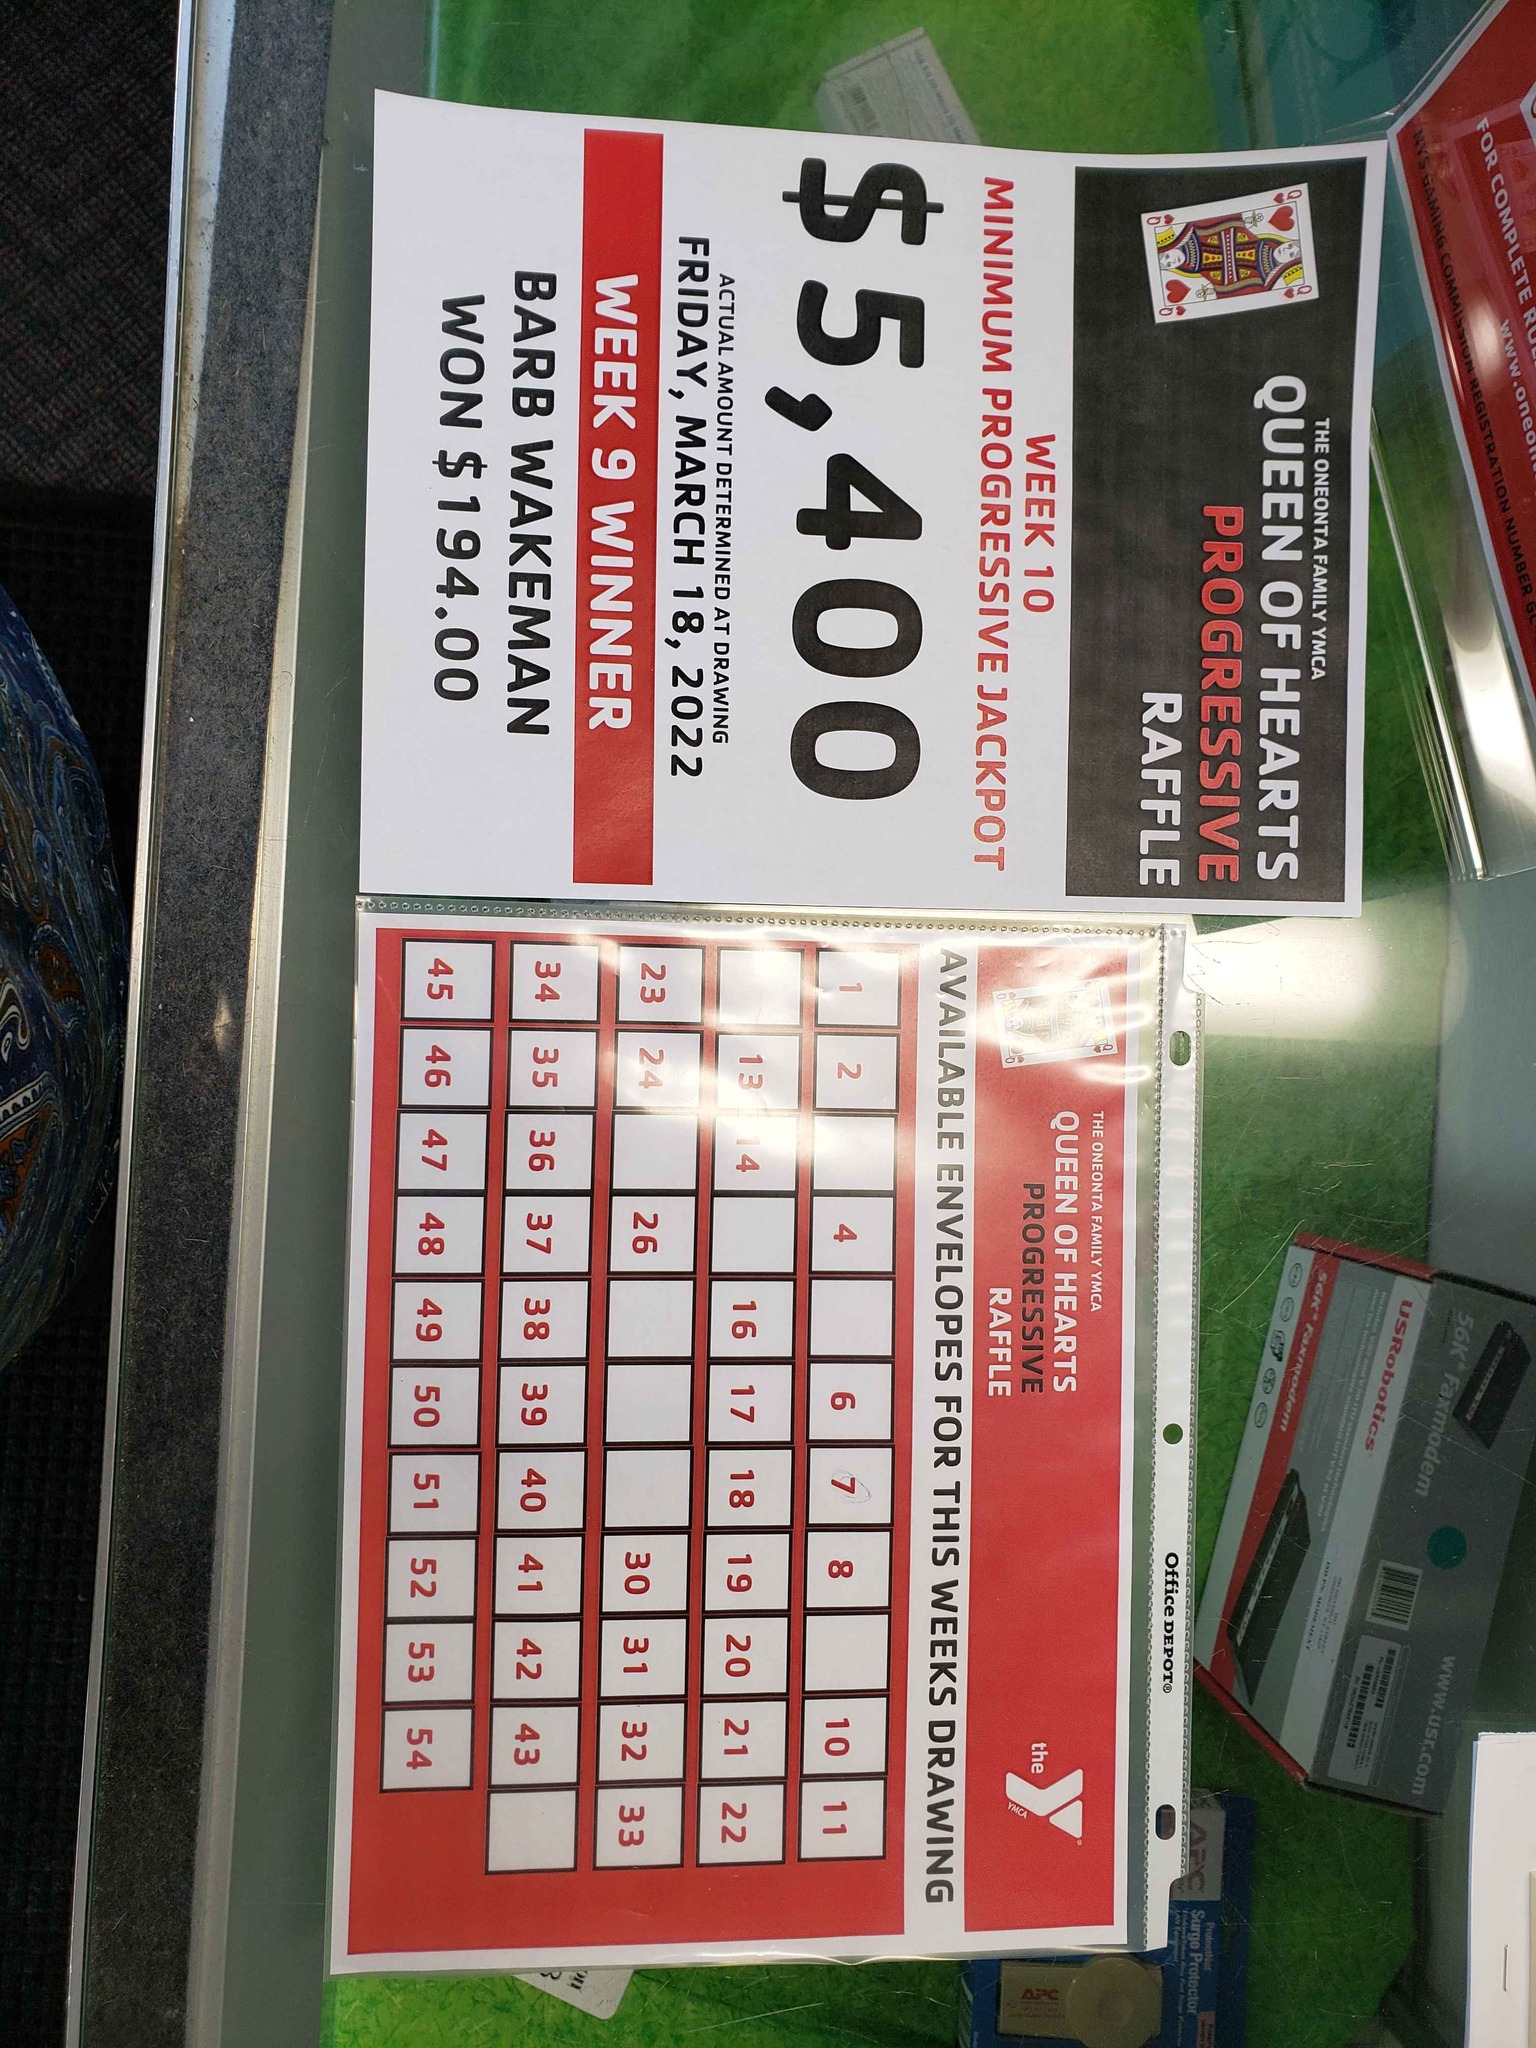 THE ONEONTA FAMILY YMCA
QUEEN OF HEARTS
PROGRESSIVE
RAFFLE
WEEK 10
MINIMUM PROGRESSIVE JACKPOT
$5,400
ACTUAL AMOUNT DETERMINED AT DRAWING
FRIDAY, MARCH 18, 2022
WEEK 9 WINNER
BARB WAKEMAN
WON $194.00
THE ONEONTA FAMILY YMCA
QUEEN OF HEARTS
PROGRESSIVE
RAFFLE
the
YMCA
AVAILABLE ENVELOPES FOR THIS WEEKS DRAWING
1 2 4 6 7 8 10 11
13 14 16 17 18 19 20 21 22
23 24 26 30 31 32 33
34 35 36 37 38 39 40 41 42 43
45 46 47 48 49 50 51 52 53 54
Office DEPOT®
FOR COMPLETE
NYS GAMING COMMISSION REGISTRATION NUMBER
56K* Faxmodem
USRobotics
56K* Faxmodem
www.usr.com
APC
Surge Protector
APC